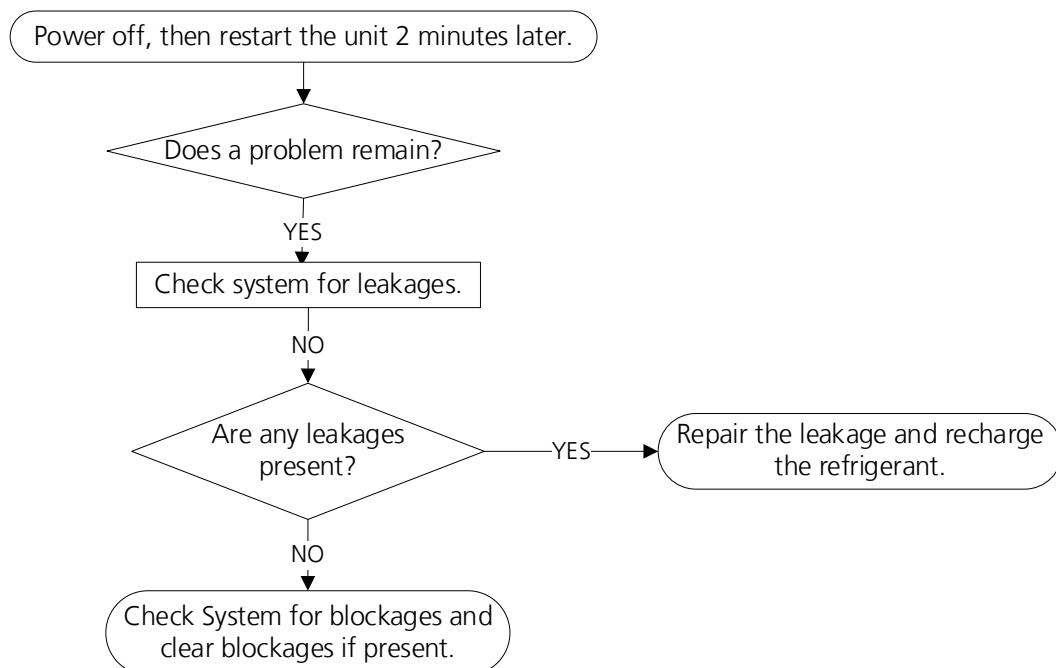 Power off, then restart the unit 2 minutes later.
Does a problem remain?
YES
Check system for leakages.
NO
Are any leakages
present?
YES
Repair the leakage and recharge
the refrigerant.
NO
Check System for blockages and
clear blockages if present.